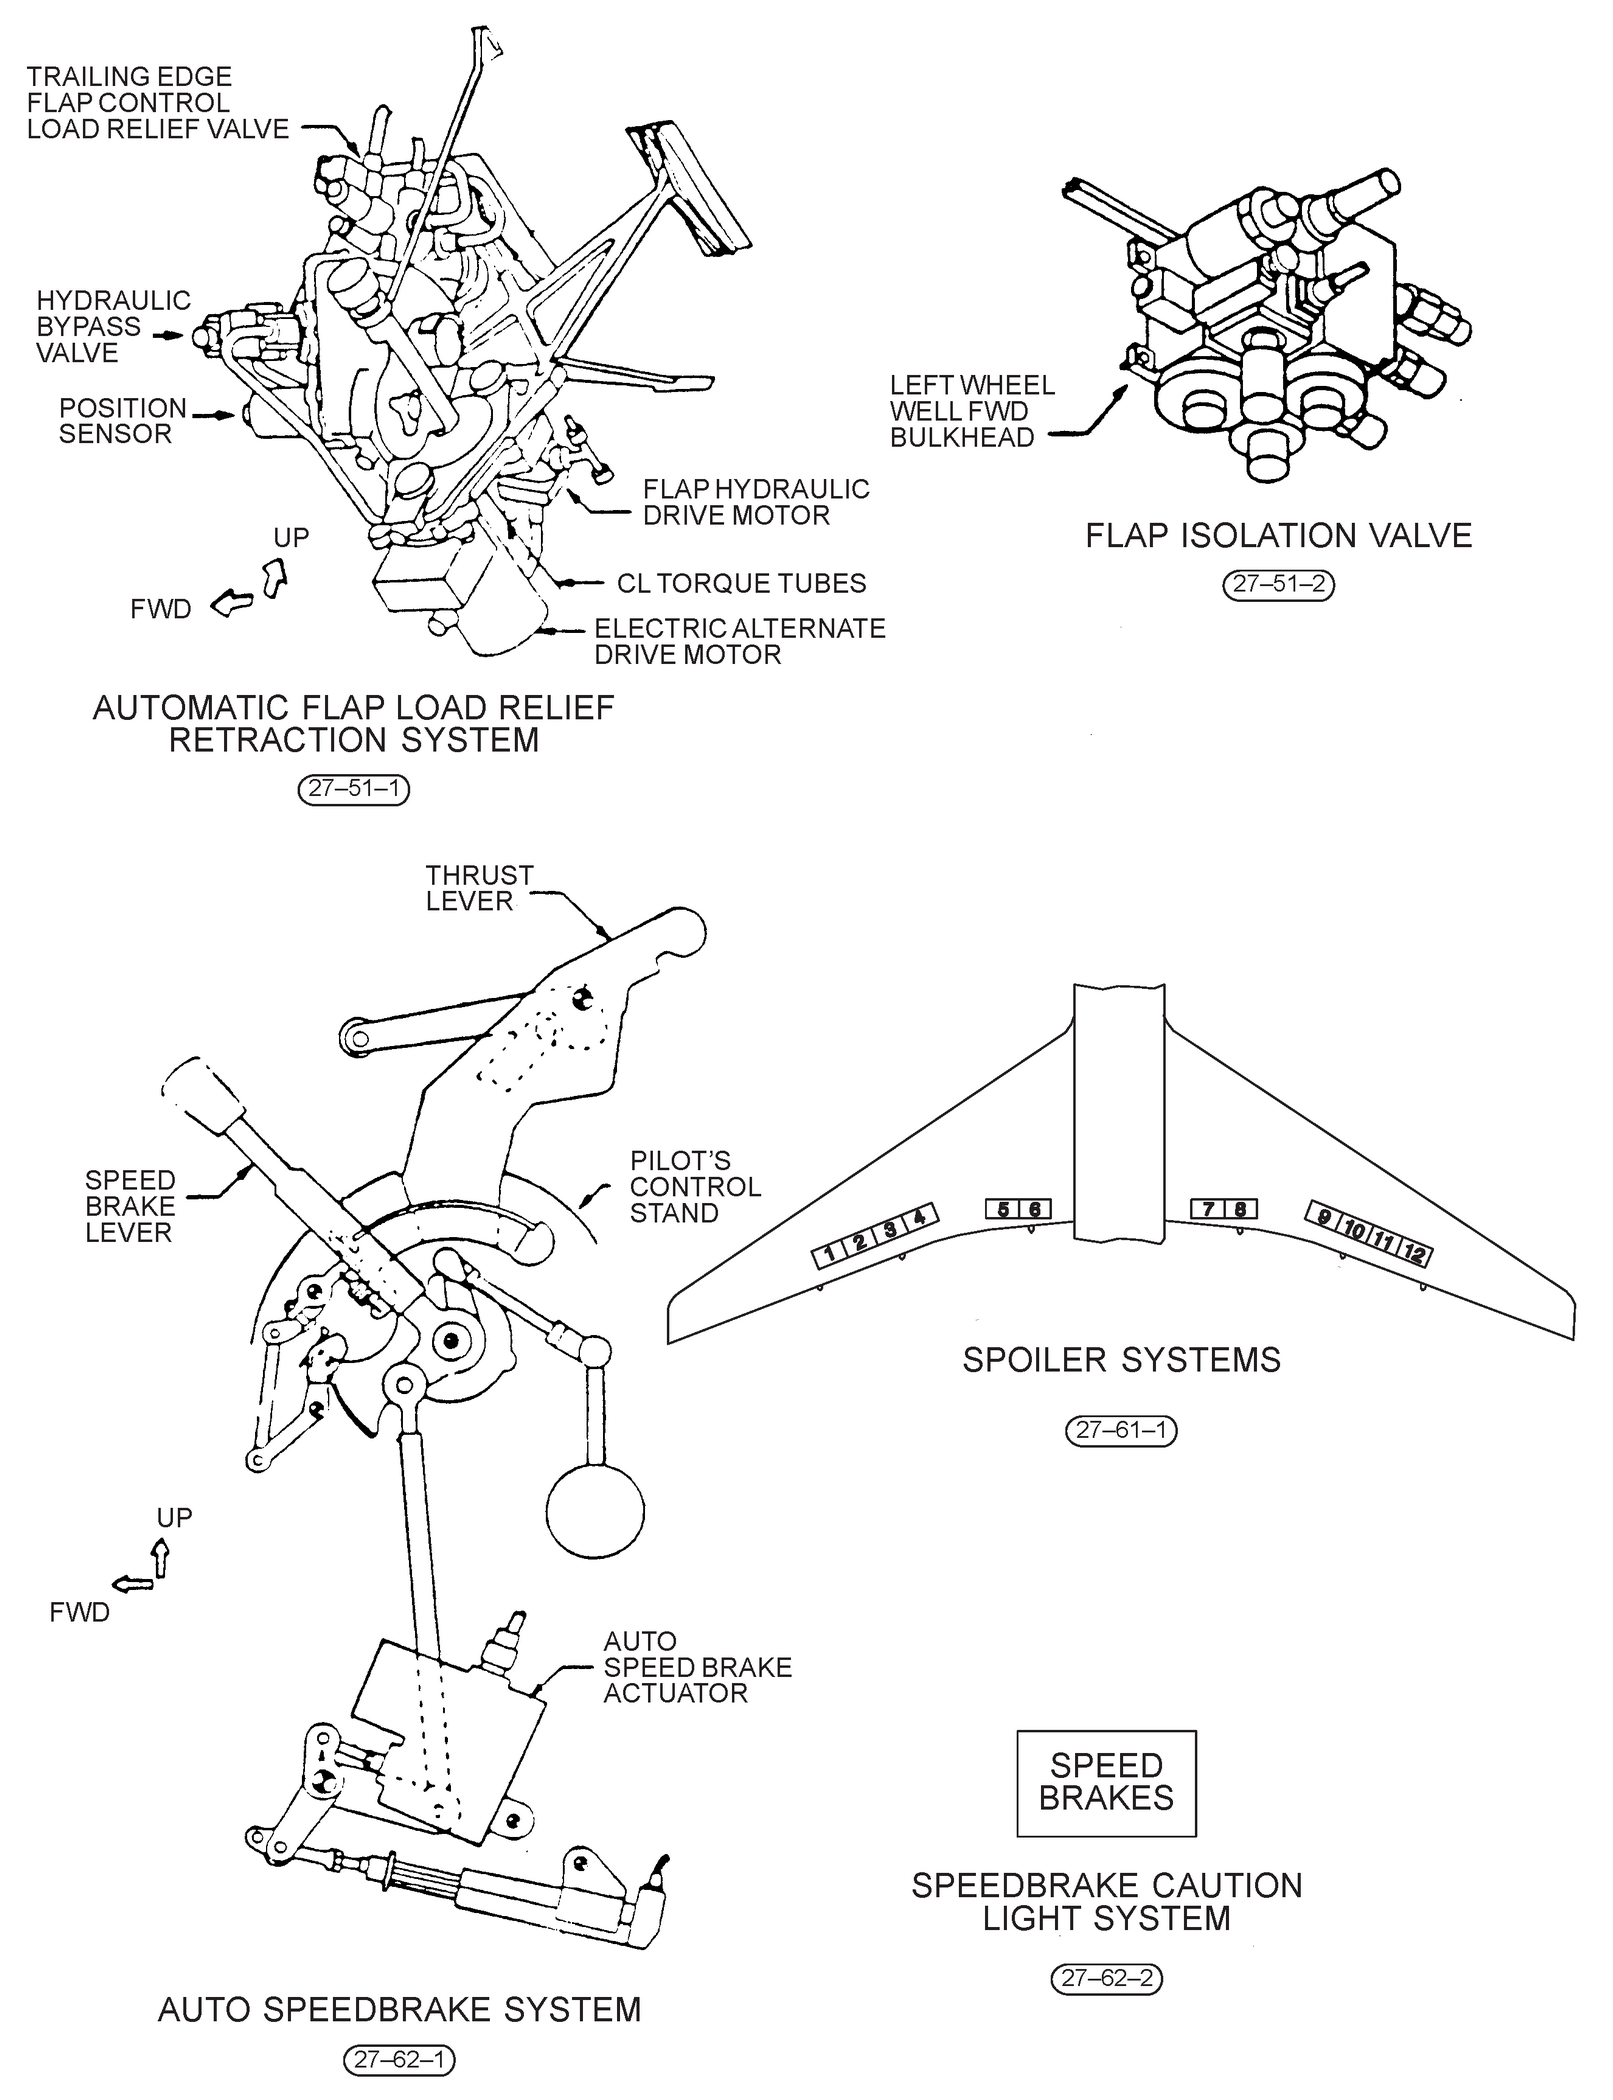 TRAILING EDGE
FLAP CONTROL
LOAD RELIEF VALVE
HYDRAULIC
BYPASS
VALVE
POSITION
SENSOR
UP
FWD
FLAP HYDRAULIC
DRIVE MOTOR
CL TORQUE TUBES
ELECTRIC ALTERNATE
DRIVE MOTOR
AUTOMATIC FLAP LOAD RELIEF
RETRACTION SYSTEM
27–51–1
LEFT WHEEL
WELL FWD
BULKHEAD
FLAP ISOLATION VALVE
27–51–2
THRUST
LEVER
SPEED
BRAKE
LEVER
PILOT'S
CONTROL
STAND
UP
FWD
AUTO
SPEED BRAKE
ACTUATOR
AUTO SPEEDBRAKE SYSTEM
27–62–1
1 2 3 4 5 6 7 8 9 10 11 12
SPOILER SYSTEMS
27–61–1
SPEED
BRAKES
SPEEDBRAKE CAUTION
LIGHT SYSTEM
27–62–2